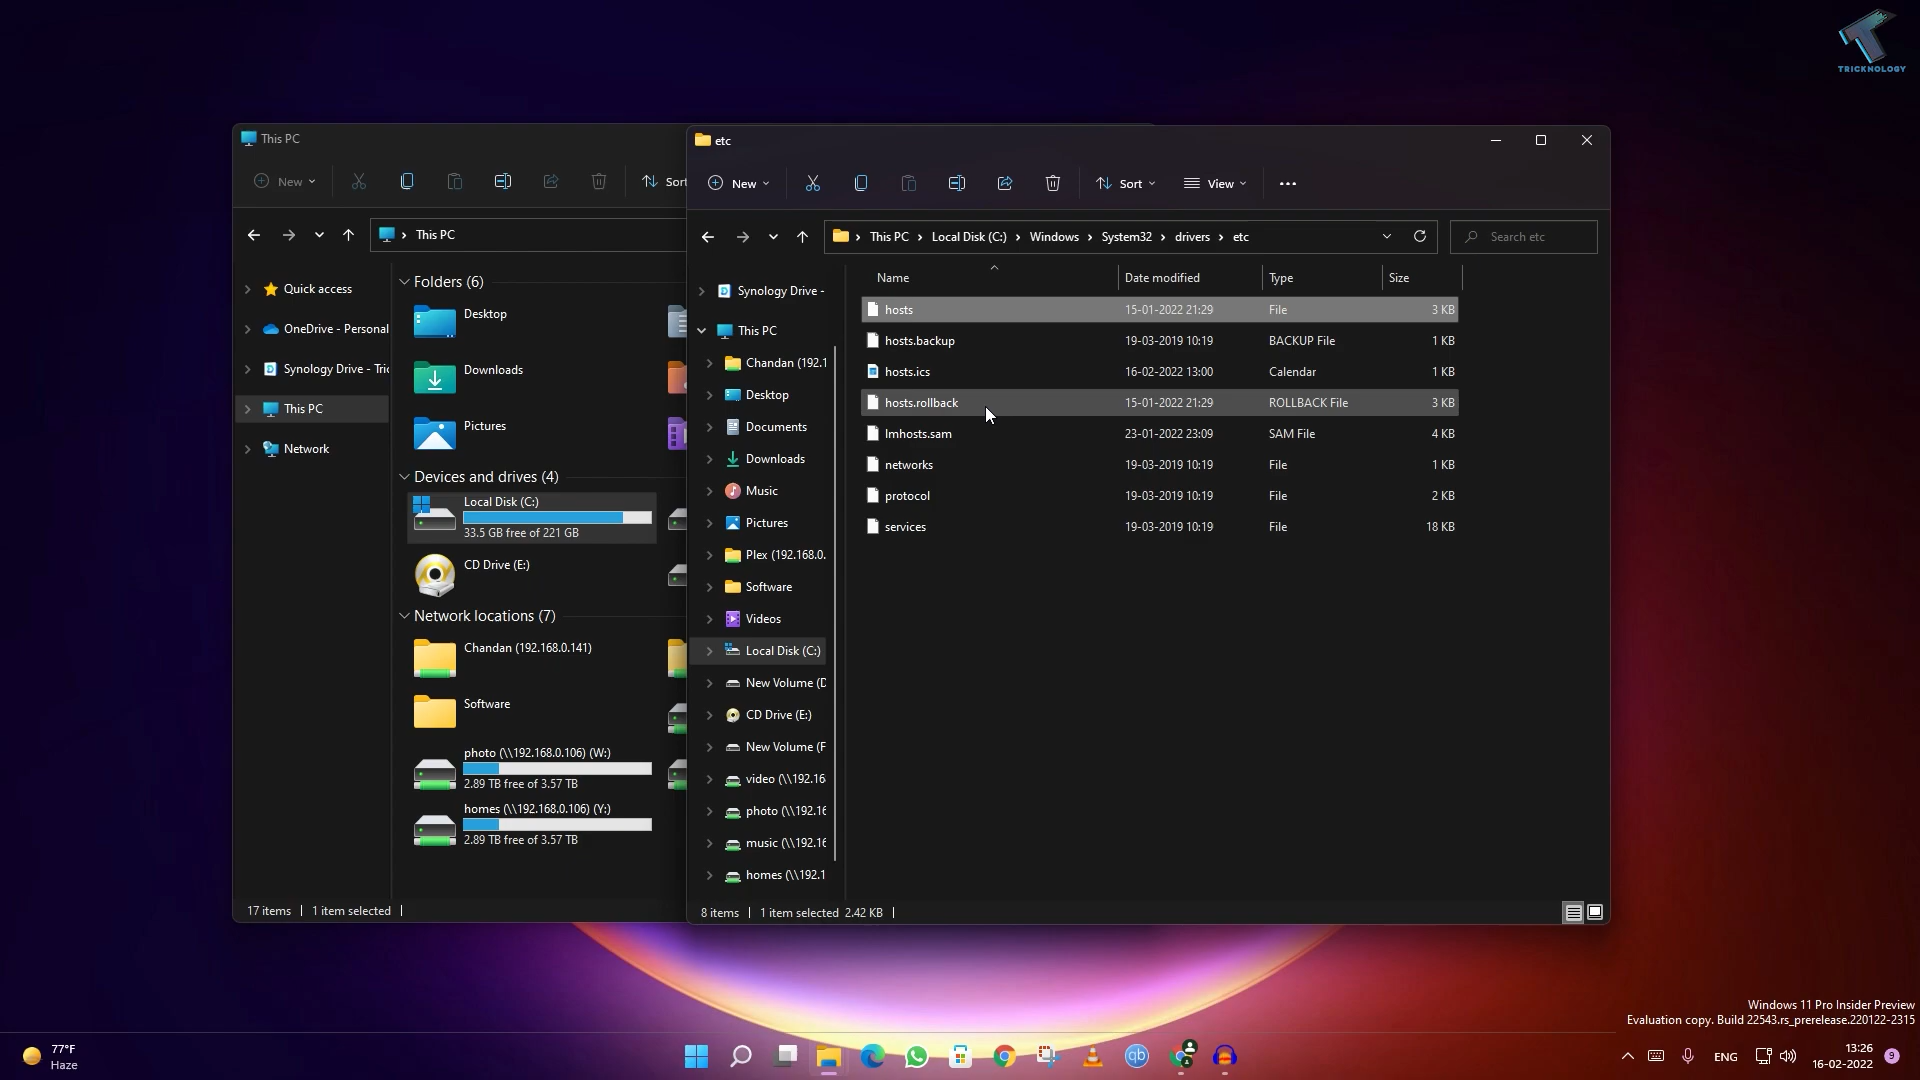 TRICKNOLOGY
This PC
New
Sort
This PC
Quick access
OneDrive - Personal
Synology Drive - Tric
This PC
Network
Folders (6)
Desktop
Downloads
Pictures
Devices and drives (4)
Local Disk (C:)
33.5 GB free of 221 GB
CD Drive (E:)
Network locations (7)
Chandan (192.168.0.141)
Software
photo (\\192.168.0.106) (W:)
2.89 TB free of 3.57 TB
homes (\\192.168.0.106) (Y:)
2.89 TB free of 3.57 TB
17 items 1 item selected
etc
New Sort View
This PC Local Disk (C:) Windows System32 drivers etc
Search etc
Synology Drive -
This PC
Chandan (192.1
Desktop
Documents
Downloads
Music
Pictures
Plex (192.168.0.
Software
Videos
Local Disk (C:)
New Volume (D
CD Drive (E:)
New Volume (F
video (\\192.16
photo (\\192.16
music (\\192.16
homes (\\192.1
Name Date modified Type Size
hosts 15-01-2022 21:29 File 3 KB
hosts.backup 19-03-2019 10:19 BACKUP File 1 KB
hosts.ics 16-02-2022 13:00 Calendar 1 KB
hosts.rollback 15-01-2022 21:29 ROLLBACK File 3 KB
lmhosts.sam 23-01-2022 23:09 SAM File 4 KB
networks 19-03-2019 10:19 File 1 KB
protocol 19-03-2019 10:19 File 2 KB
services 19-03-2019 10:19 File 18 KB
8 items 1 item selected 2.42 KB
Windows 11 Pro Insider Preview
Evaluation copy. Build 22543.rs_prerelease.220122-2315
77°F
Haze
qb
ENG
13:26
16-02-2022
9